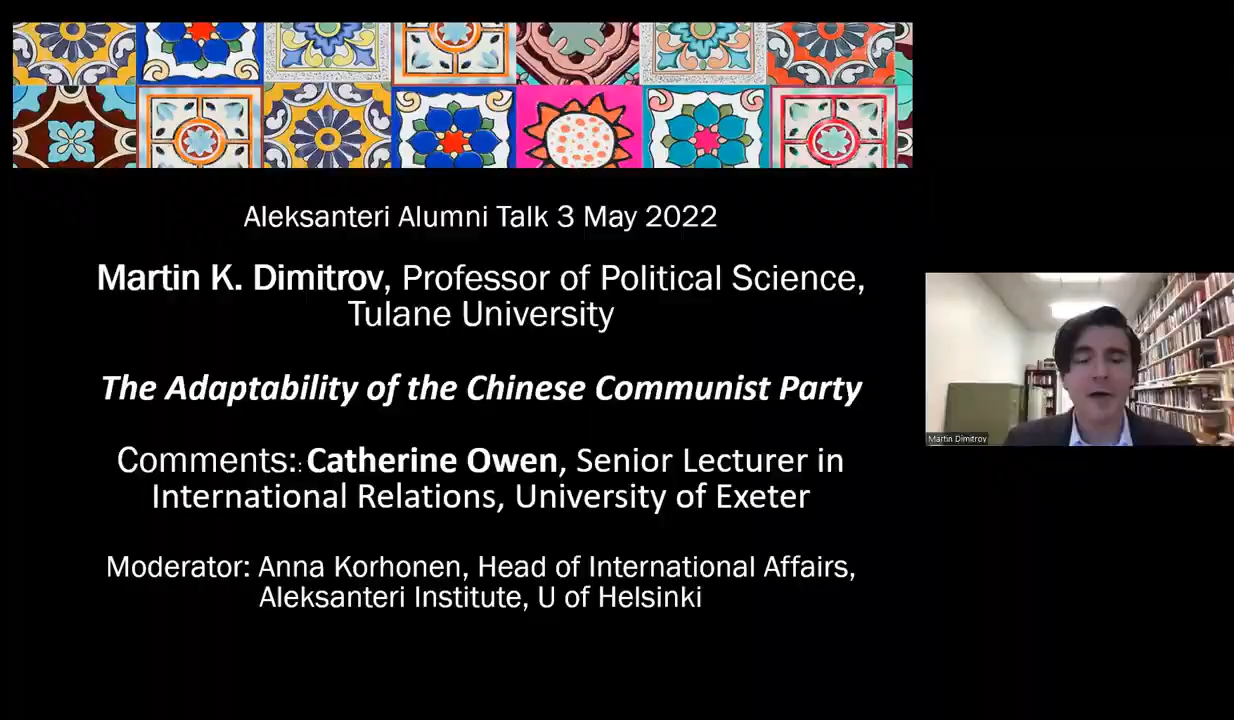 Aleksanteri Alumni Talk 3 May 2022
Martin K. Dimitrov, Professor of Political Science,
Tulane University
The Adaptability of the Chinese Communist Party
Comments:: Catherine Owen, Senior Lecturer in
International Relations, University of Exeter
Moderator: Anna Korhonen, Head of International Affairs,
Aleksanteri Institute, U of Helsinki
Martin Dimitrov